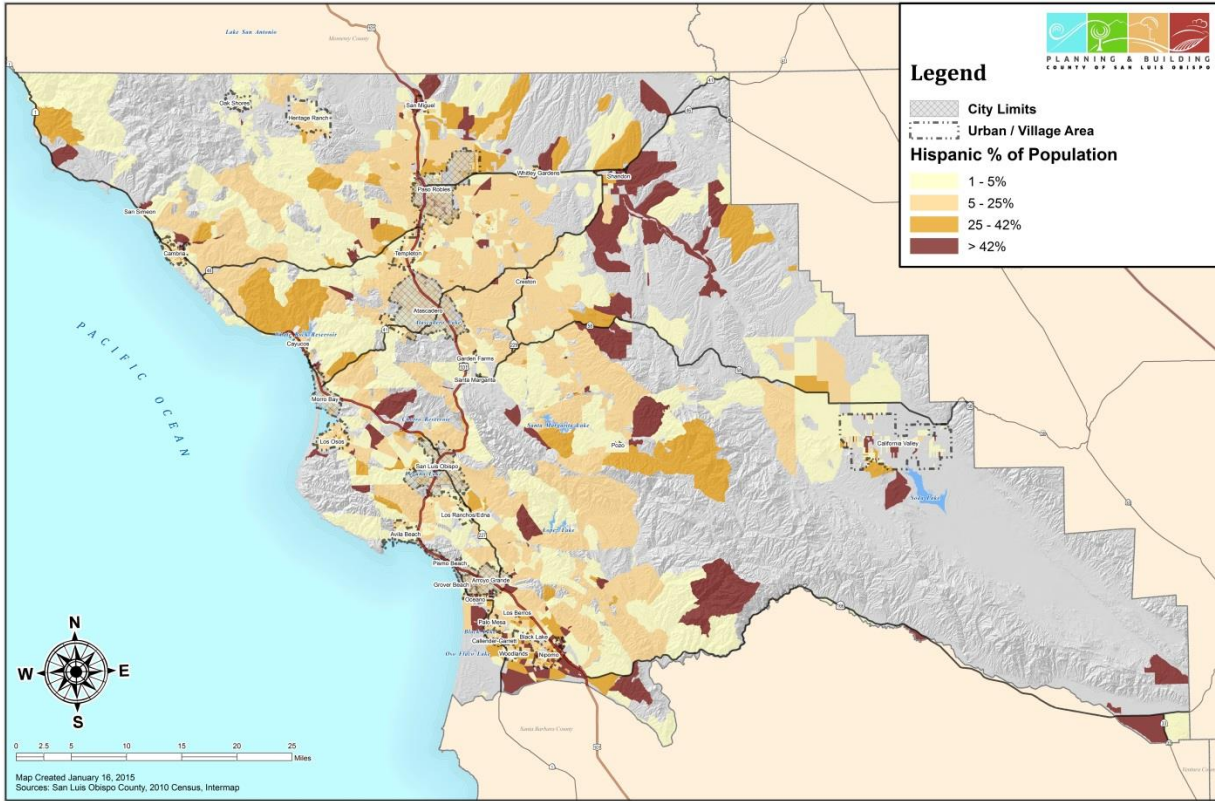 Lake San Antonio
Monterey County
PLANNING & BUILDING
COUNTY OF SAN LUIS OBISPO
Legend
City Limits
Urban / Village Area
Hispanic % of Population
1 - 5%
5 - 25%
25 - 42%
> 42%
Oak Shores
Heritage Ranch
San Miguel
Whitley Gardens
Shandon
Paso Robles
San Simeon
Cambria
Templeton
Creston
Atascadero
Cayucos
Garden Farms
Santa Margarita
Morro Bay
Santa Margarita Lake
Los Osos
Pozo
California Valley
San Luis Obispo
Soda Lake
Los Ranchos/Edna
Lopez Lake
Avila Beach
Pismo Beach
Arroyo Grande
Grover Beach
Oceano
Los Berros
Palo Mesa
Black Lake
Callender-Garrett
Woodlands
Nipomo
Oso Flaco Lake
Santa Barbara County
PACIFIC OCEAN
N
W
E
S
0 2.5 5 10 15 20 25
Miles
Map Created January 16, 2015
Sources: San Luis Obispo County, 2010 Census, Intermap